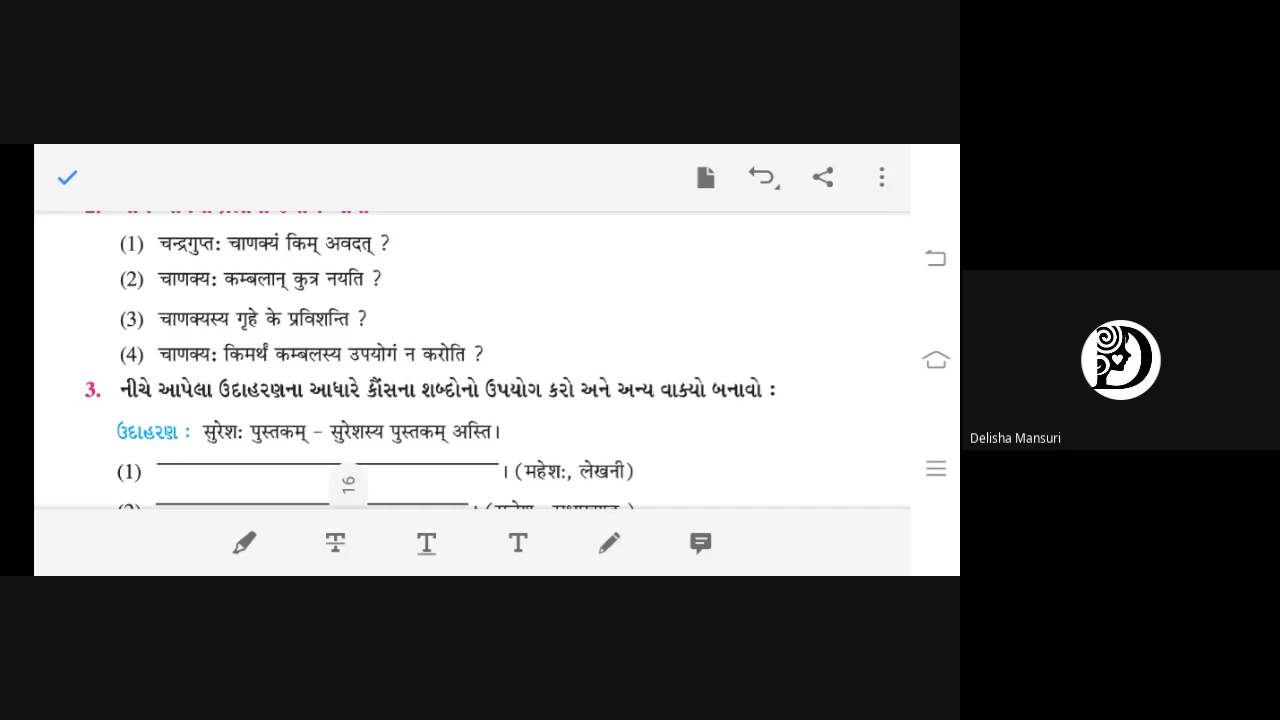 (1) चन्द्रगुप्तः चाणक्यं किम् अवदत् ?
(2) चाणक्यः कम्बलान् कुत्र नयति ?
(3) चाणक्यस्य गृहे के प्रविशन्ति ?
(4) चाणक्यः किमर्थं कम्बलस्य उपयोगं न करोति ?
3. નીચે આપેલા ઉદાહરણના આધારે કૌંસના શબ્દોનો ઉપયોગ કરો અને અન્ય વાક્યો બનાવો :
ઉદાહરણ : सुरेशः पुस्तकम् – सुरेशस्य पुस्तकम् अस्ति।
(1) । (महेशः, लेखनी)
16
Delisha Mansuri